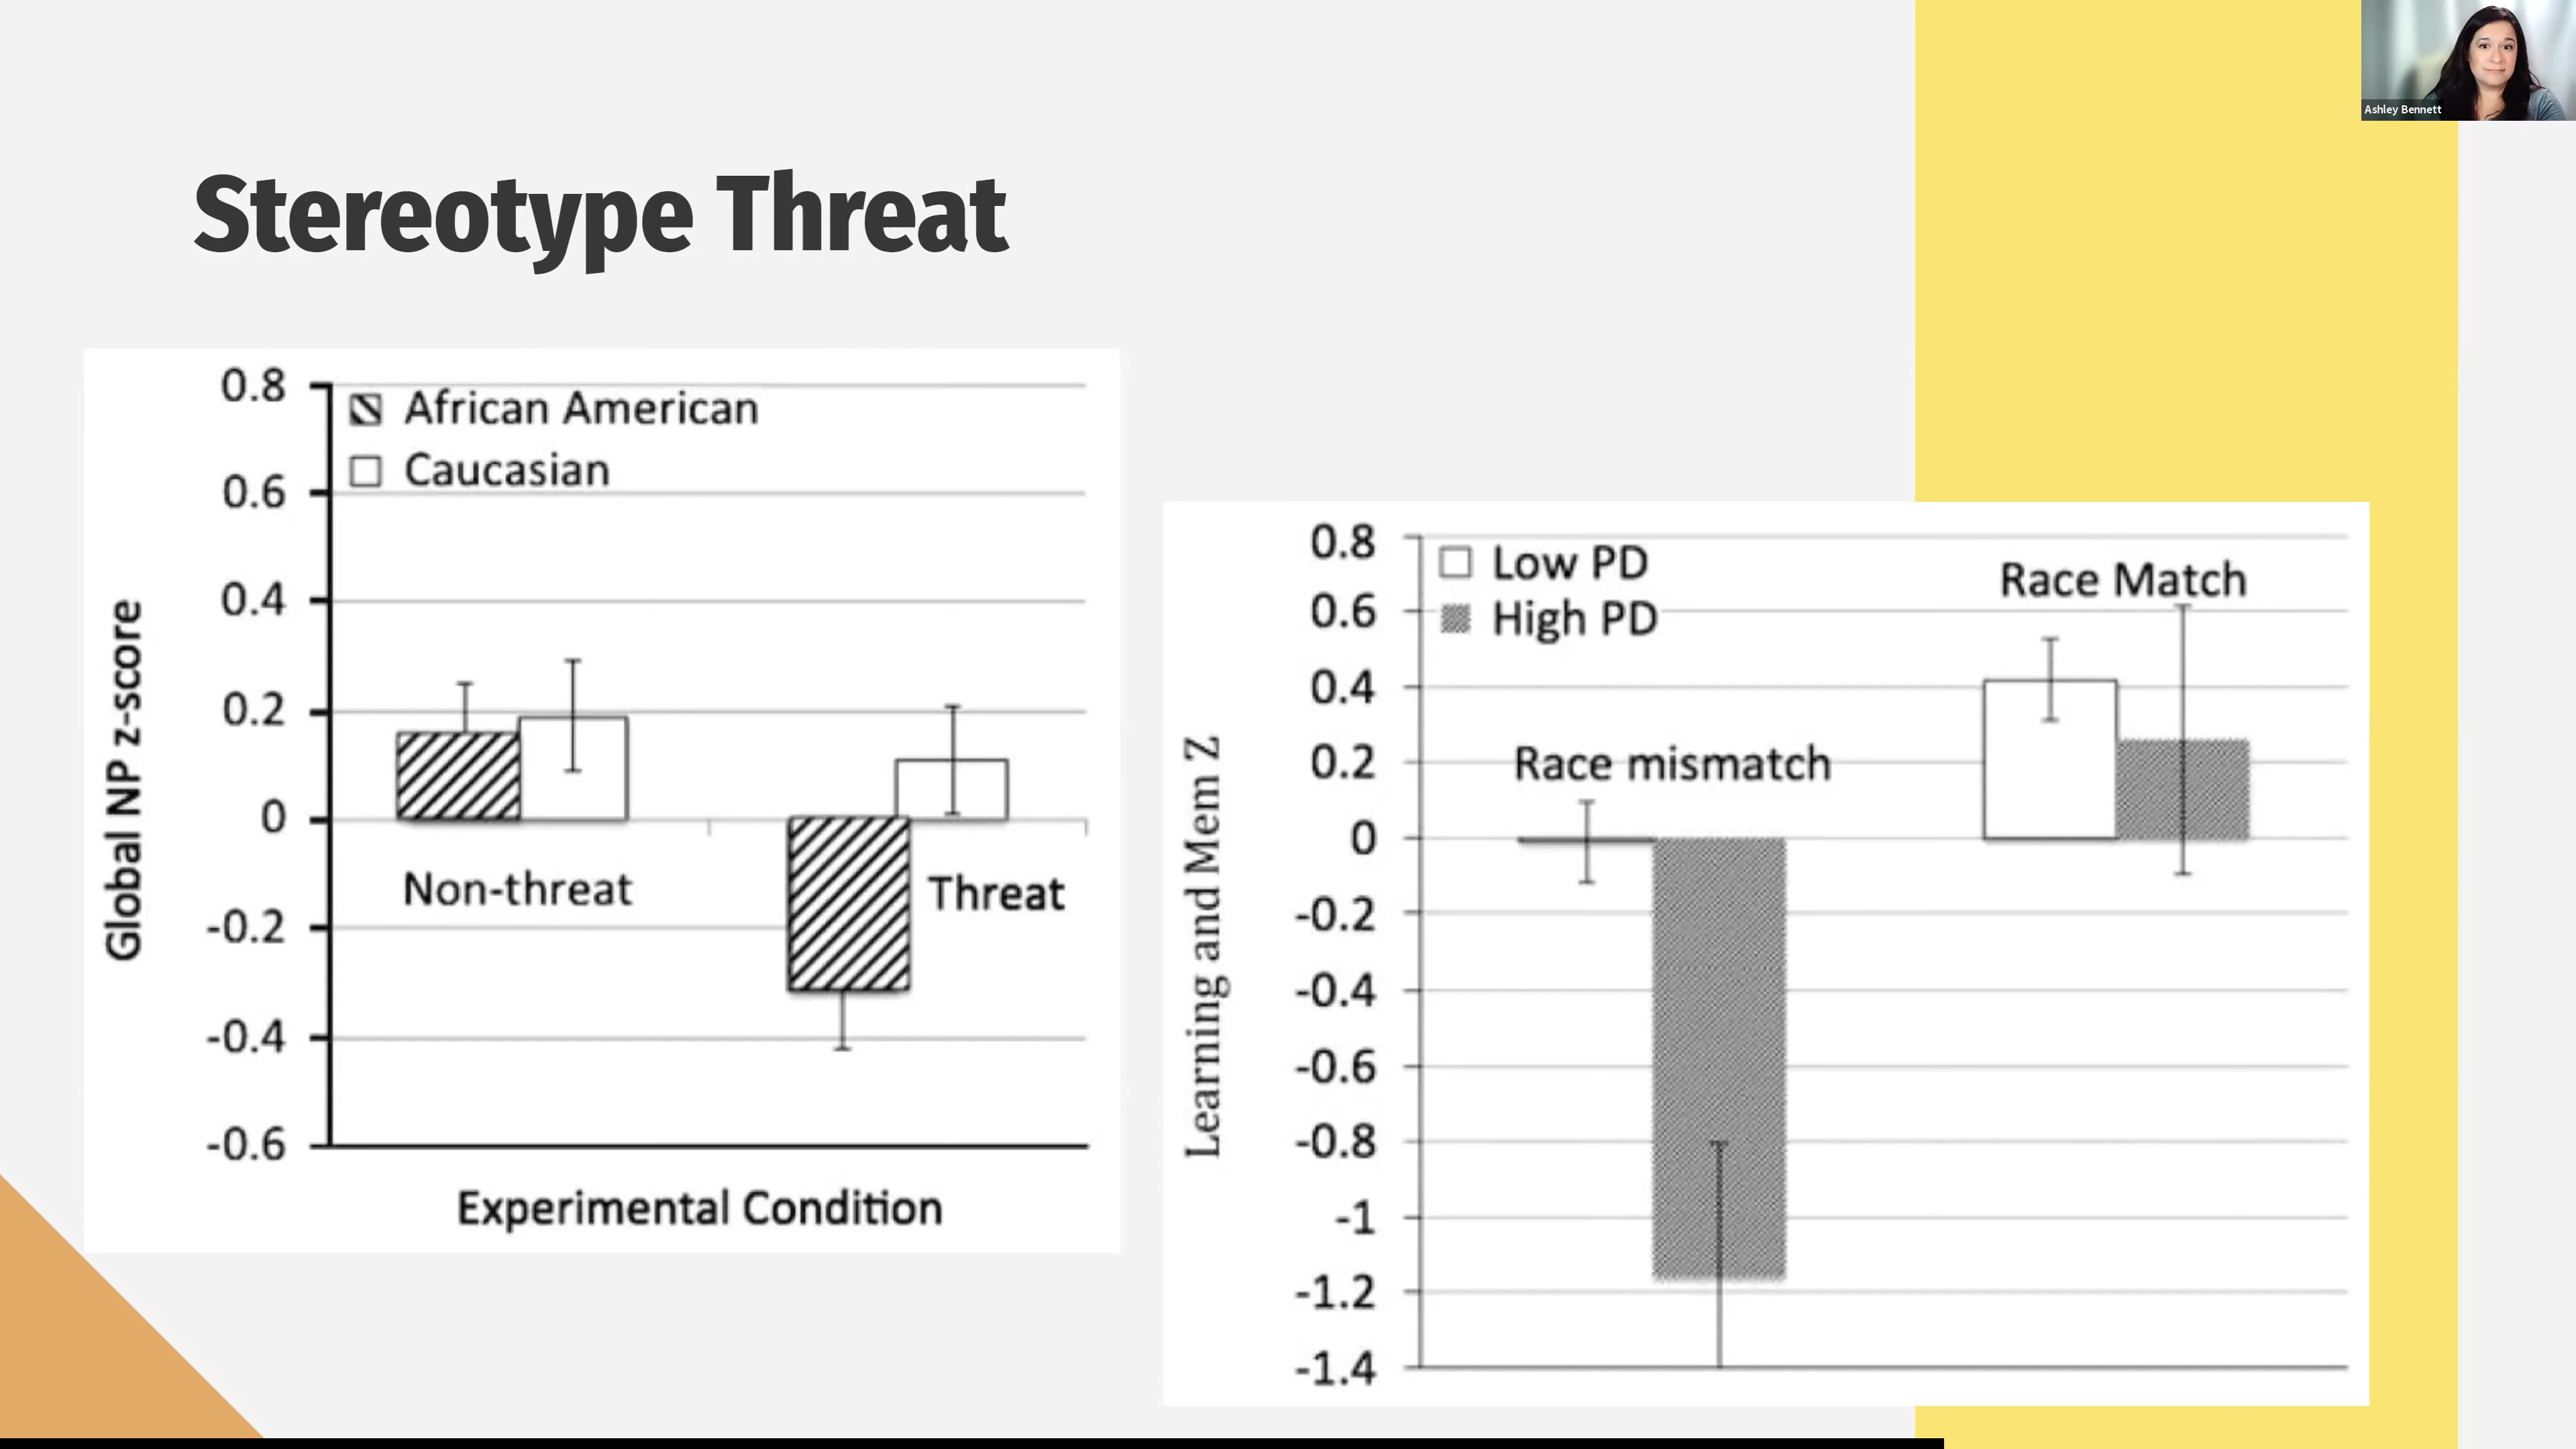 Ashley Bennett
Stereotype Threat
African American
Caucasian
0.8
0.6
0.4
0.2
0
-0.2
-0.4
-0.6
Global NP z-score
Non-threat
Threat
Experimental Condition
Low PD
High PD
Race Match
Race mismatch
0.8
0.6
0.4
0.2
0
-0.2
-0.4
-0.6
-0.8
-1
-1.2
-1.4
Learning and Mem Z